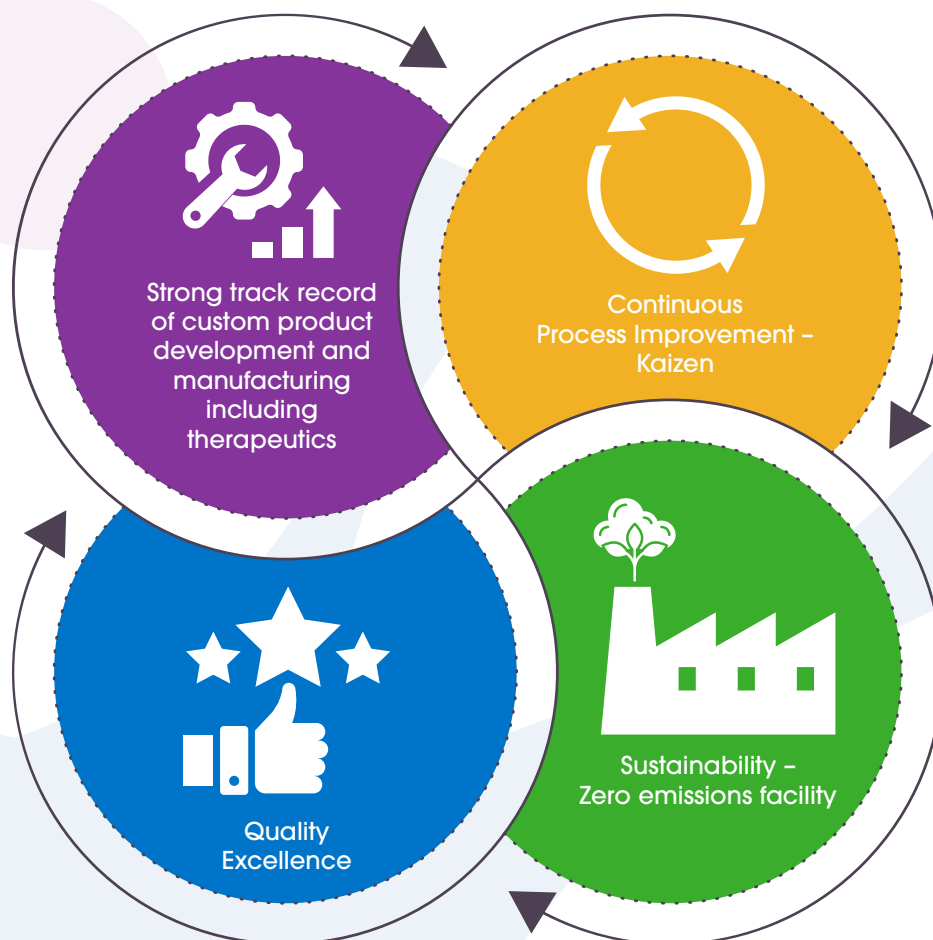 Strong track record
of custom product
development and
manufacturing
including
therapeutics
Continuous
Process Improvement –
Kaizen
Quality
Excellence
Sustainability –
Zero emissions facility